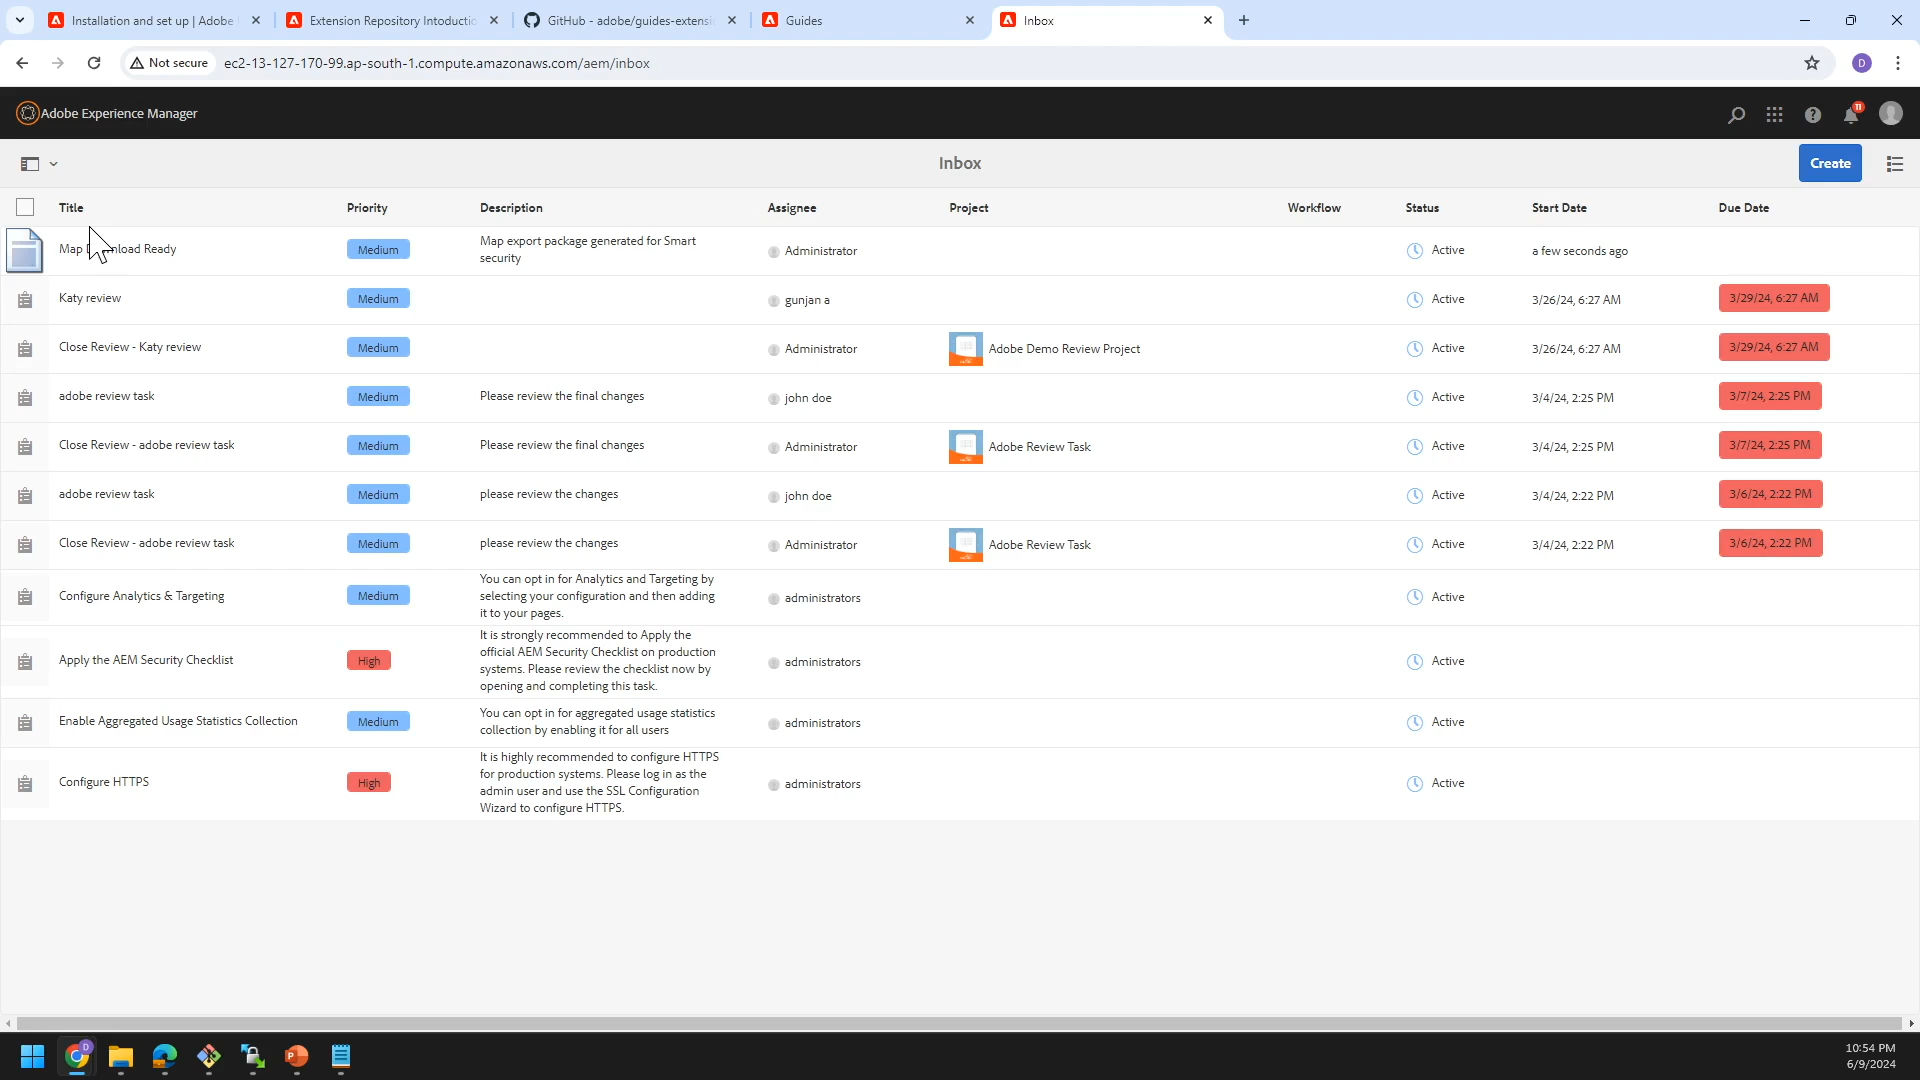 Installation and set up | Adobe
Extension Repository Intoductic
GitHub - adobe/guides-extensi
Guides
Inbox
Not secure
ec2-13-127-170-99.ap-south-1.compute.amazonaws.com/aem/inbox
D
Adobe Experience Manager
11
Inbox
Create
Title
Priority
Description
Assignee
Project
Workflow
Status
Start Date
Due Date
Map
load Ready
Medium
Map export package generated for Smart
security
Administrator
Active
a few seconds ago
Katy review
Medium
gunjan a
Active
3/26/24, 6:27 AM
3/29/24, 6:27 AM
Close Review - Katy review
Medium
Administrator
Adobe Demo Review Project
Active
3/26/24, 6:27 AM
3/29/24, 6:27 AM
adobe review task
Medium
Please review the final changes
john doe
Active
3/4/24, 2:25 PM
3/7/24, 2:25 PM
Close Review - adobe review task
Medium
Please review the final changes
Administrator
Adobe Review Task
Active
3/4/24, 2:25 PM
3/7/24, 2:25 PM
adobe review task
Medium
please review the changes
john doe
Active
3/4/24, 2:22 PM
3/6/24, 2:22 PM
Close Review - adobe review task
Medium
please review the changes
Administrator
Adobe Review Task
Active
3/4/24, 2:22 PM
3/6/24, 2:22 PM
Configure Analytics & Targeting
Medium
You can opt in for Analytics and Targeting by
selecting your configuration and then adding
it to your pages.
administrators
Active
Apply the AEM Security Checklist
High
It is strongly recommended to Apply the
official AEM Security Checklist on production
systems. Please review the checklist now by
opening and completing this task.
administrators
Active
Enable Aggregated Usage Statistics Collection
Medium
You can opt in for aggregated usage statistics
collection by enabling it for all users
administrators
Active
Configure HTTPS
High
It is highly recommended to configure HTTPS
for production systems. Please log in as the
admin user and use the SSL Configuration
Wizard to configure HTTPS.
administrators
Active
D
10:54 PM
6/9/2024